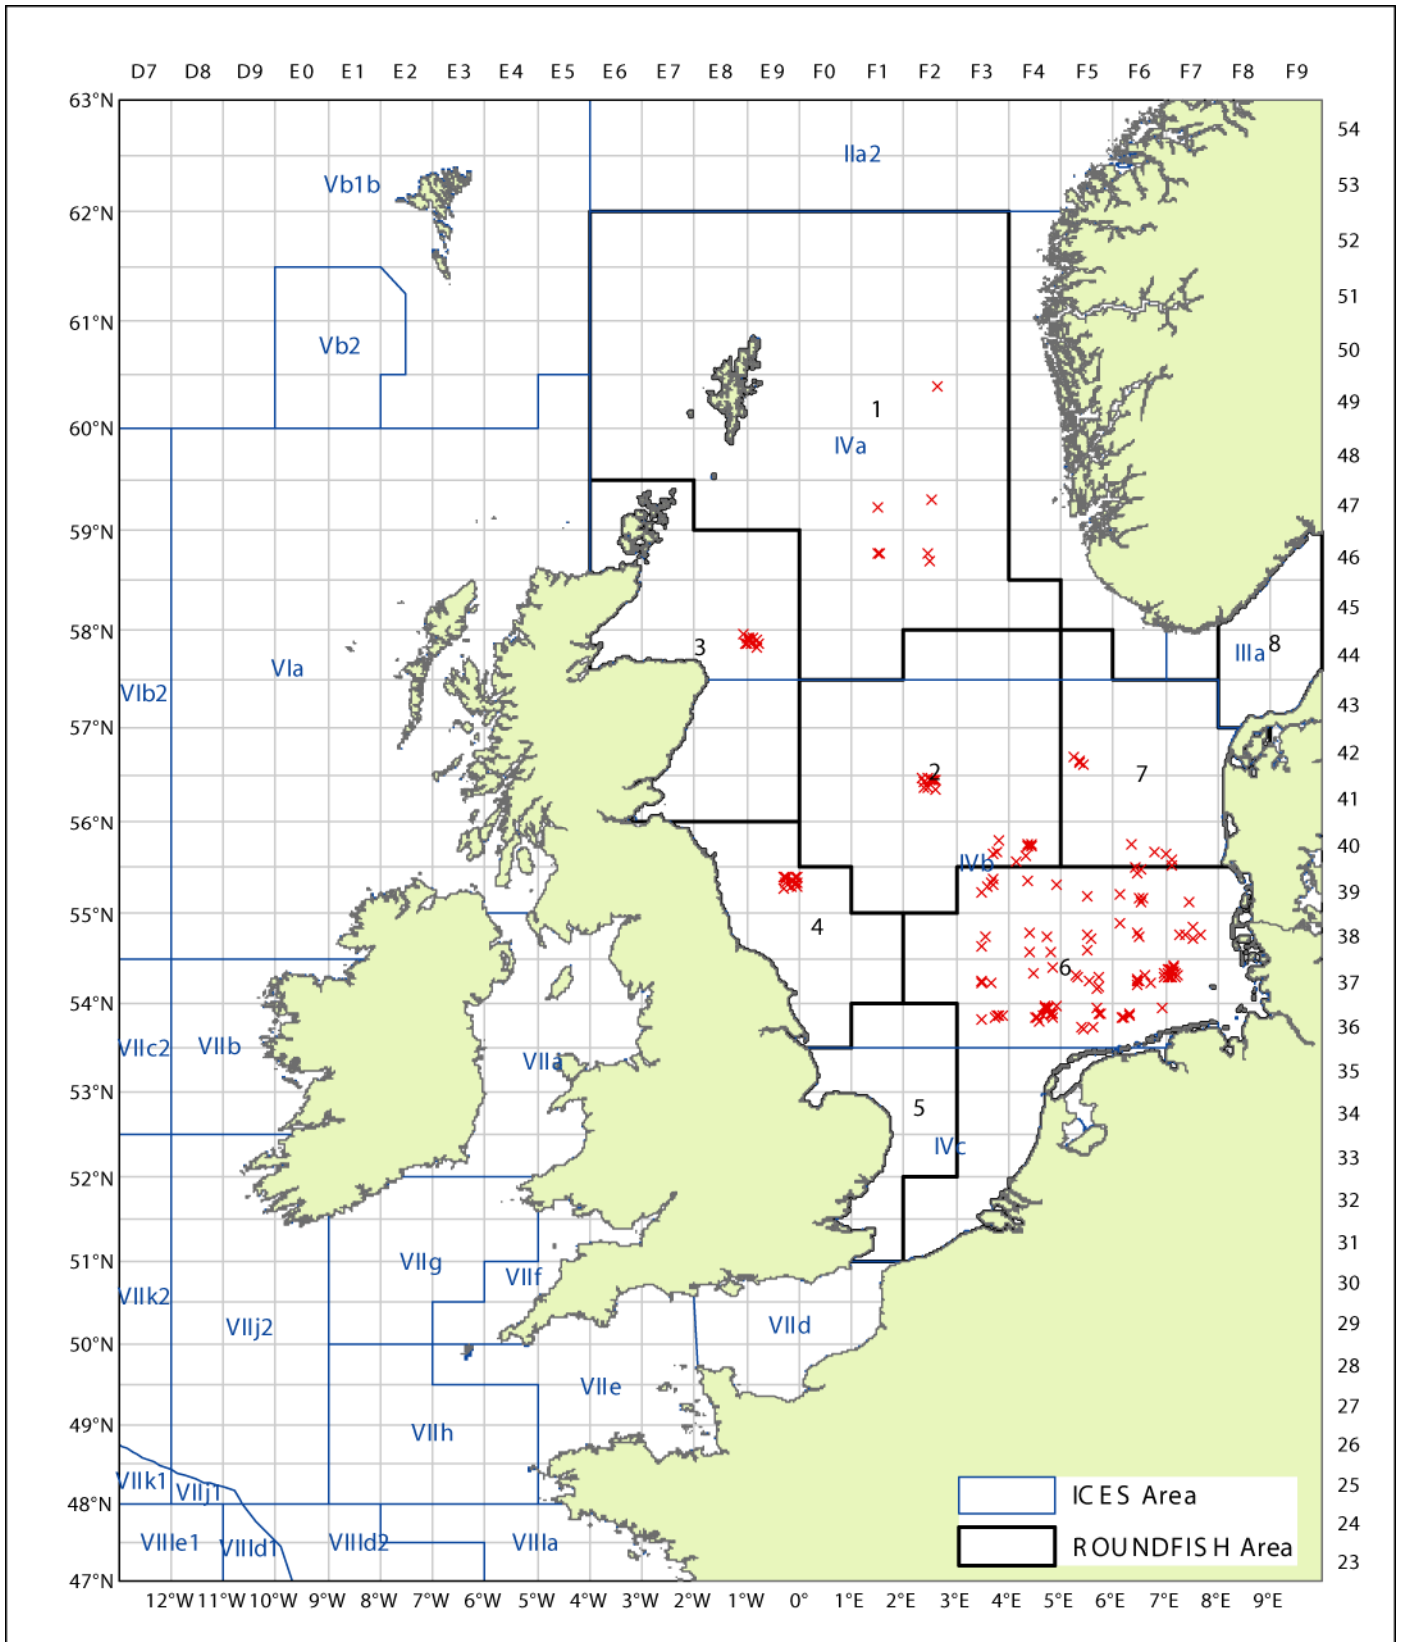 D7 D8 D9 E0 E1 E2 E3 E4 E5 E6 E7 E8 E9 F0 F1 F2 F3 F4 F5 F6 F7 F8 F9
63°N
54
IIa2
Vb1b
53
62°N
52
51
61°N
Vb2
50
1
49
60°N
IVa
48
47
59°N
46
45
58°N
3
IIIa 8
44
VIa
VIb2
43
57°N
42
2
7
41
56°N
40
IVb
39
55°N
4
38
6
37
54°N
36
VIIc2 VIIb
VIIa
35
53°N
5
34
IVc
33
52°N
32
31
51°N
VIIg
VIIf
30
VIIk2
VIIj2
VIId
29
50°N
28
VIIe
27
49°N
VIIh
26
VIIk1
VIIj1
25
ICES Area
48°N
24
VIIIe1 VIIId1 VIIId2 VIIIa
ROUNDFISH Area
23
47°N
12°W 11°W 10°W 9°W 8°W 7°W 6°W 5°W 4°W 3°W 2°W 1°W 0° 1°E 2°E 3°E 4°E 5°E 6°E 7°E 8°E 9°E